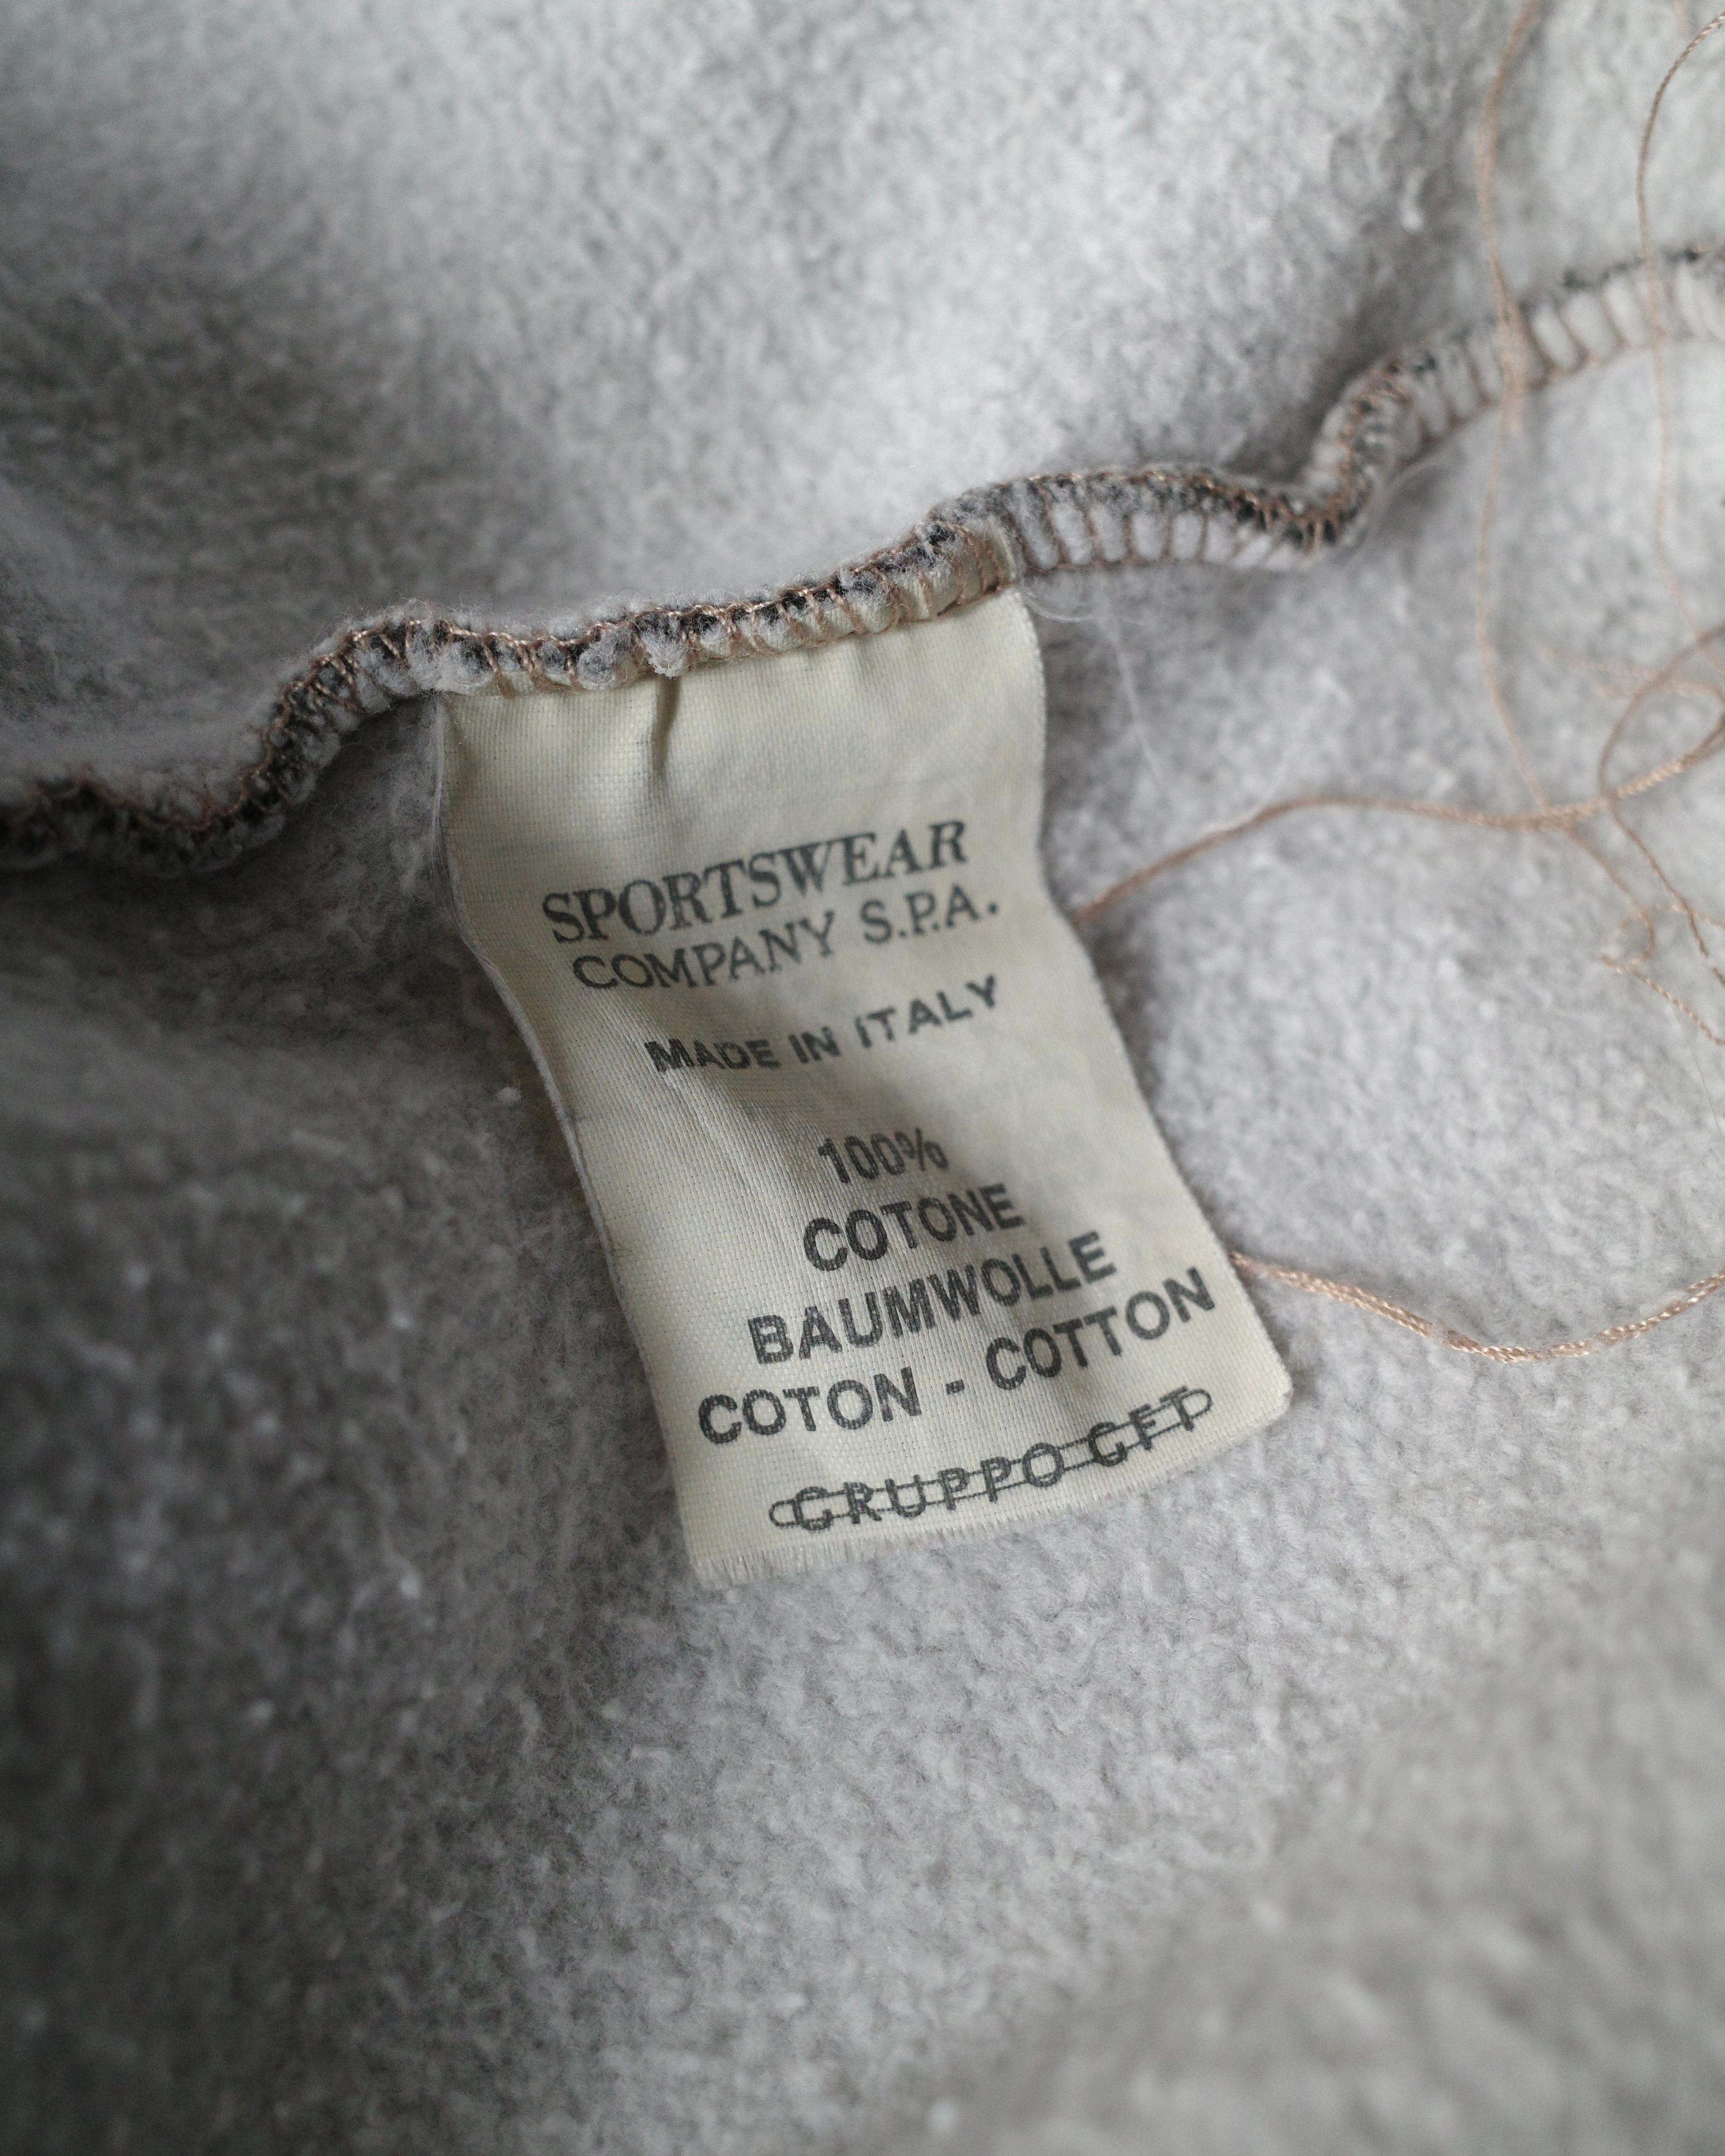 SPORTSWEAR
COMPANY S.P.A.
MADE IN ITALY
100%
COTONE
BAUMWOLLE
COTON - COTTON
GRUPPO GFT